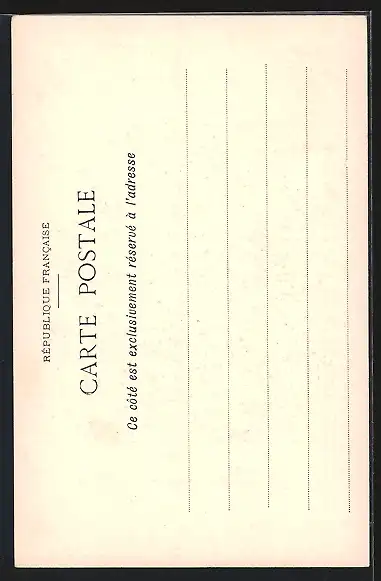 RÉPUBLIQUE FRANÇAISE
CARTE POSTALE
Ce côté est exclusivement réservé à l'adresse